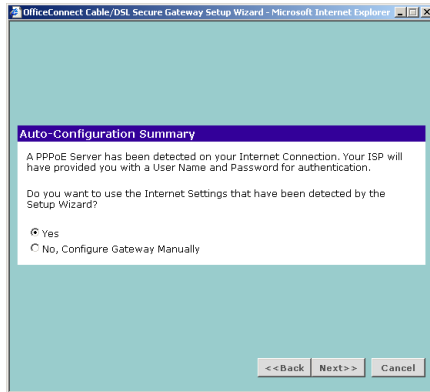 OfficeConnect Cable/DSL Secure Gateway Setup Wizard - Microsoft Internet Explorer
Auto-Configuration Summary
A PPPoE Server has been detected on your Internet Connection. Your ISP will
have provided you with a User Name and Password for authentication.
Do you want to use the Internet Settings that have been detected by the
Setup Wizard?
Yes
No, Configure Gateway Manually
<<Back Next>> Cancel